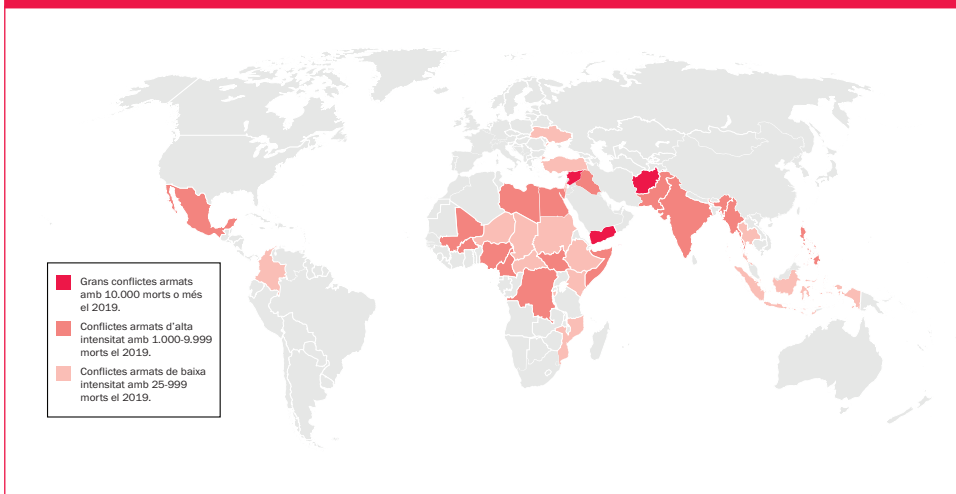 Grans conflictes armats
amb 10.000 morts o més
el 2019.
Conflictes armats d'alta
intensitat amb 1.000-9.999
morts el 2019.
Conflictes armats de baixa
intensitat amb 25-999
morts el 2019.